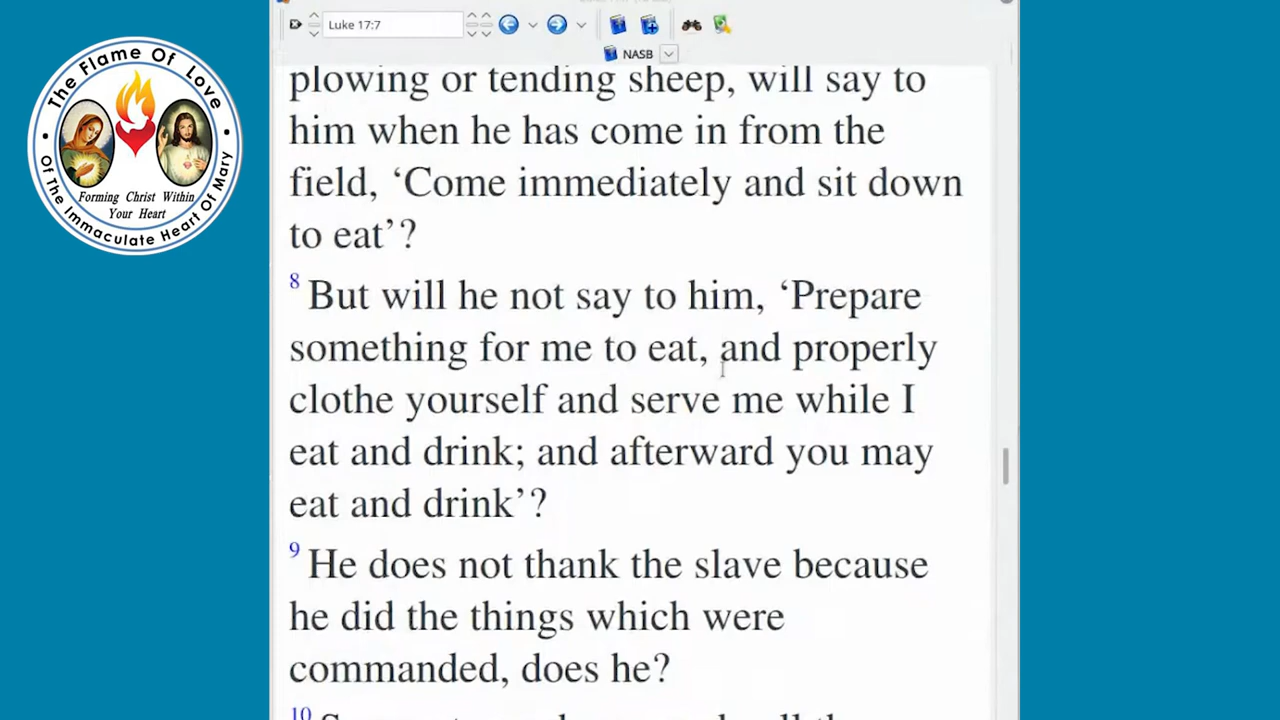 The Flame Of Love
Of The Immaculate Heart Of Mary
Forming Christ Within
Your Heart
Luke 17:7
NASB
plowing or tending sheep, will say to
him when he has come in from the
field, ‘Come immediately and sit down
to eat’?
8 But will he not say to him, ‘Prepare
something for me to eat, and properly
clothe yourself and serve me while I
eat and drink; and afterward you may
eat and drink’?
9 He does not thank the slave because
he did the things which were
commanded, does he?
10